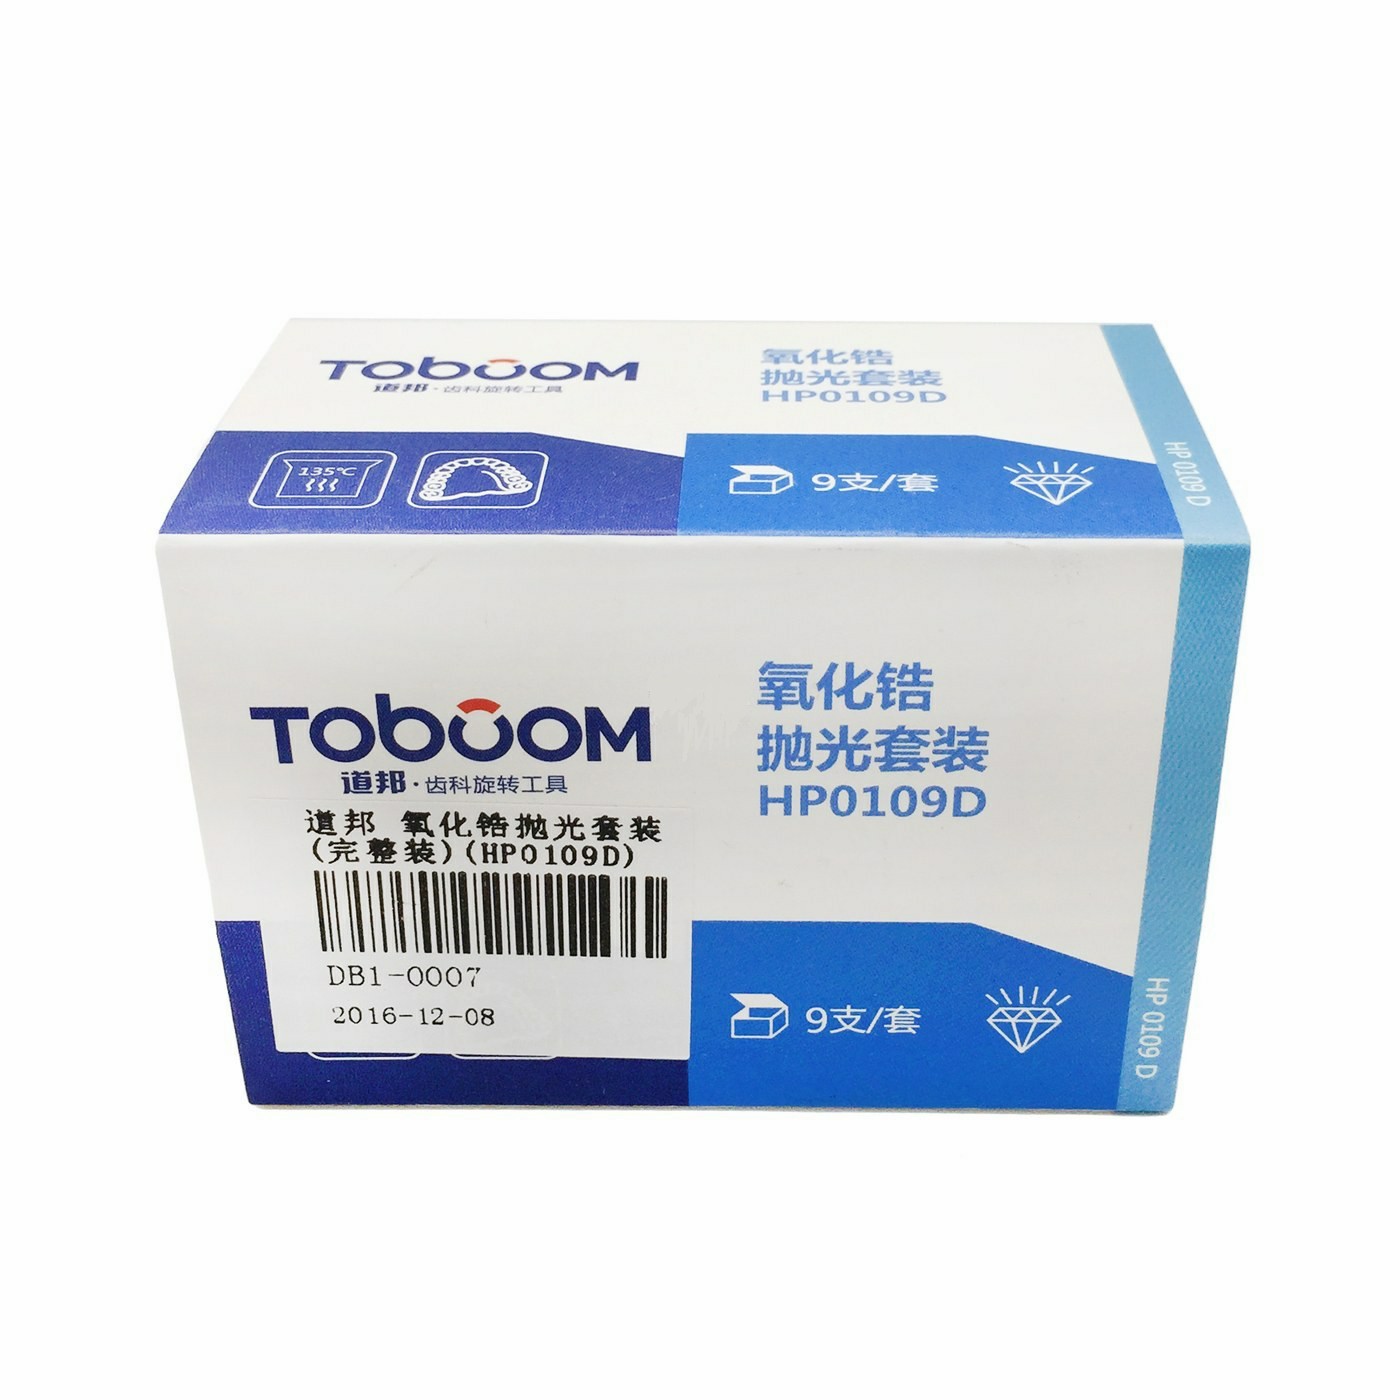 TOBOOM
道邦·齿科旋转工具
氧化锆
抛光套装
HP0109D
135℃
9支/套
HP 0109 D
TOBOOM
道邦·齿科旋转工具
氧化锆
抛光套装
HP0109D
道邦 氧化锆抛光套装
(完整装)(HP0109D)
DB1-0007
2016-12-08
9支/套
HP 0109 D